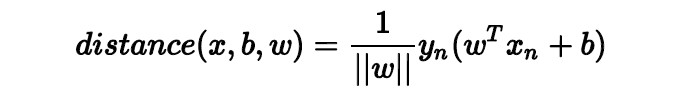 distance(x, b, w) = \frac{1}{||w||} y_n(w^T x_n + b)